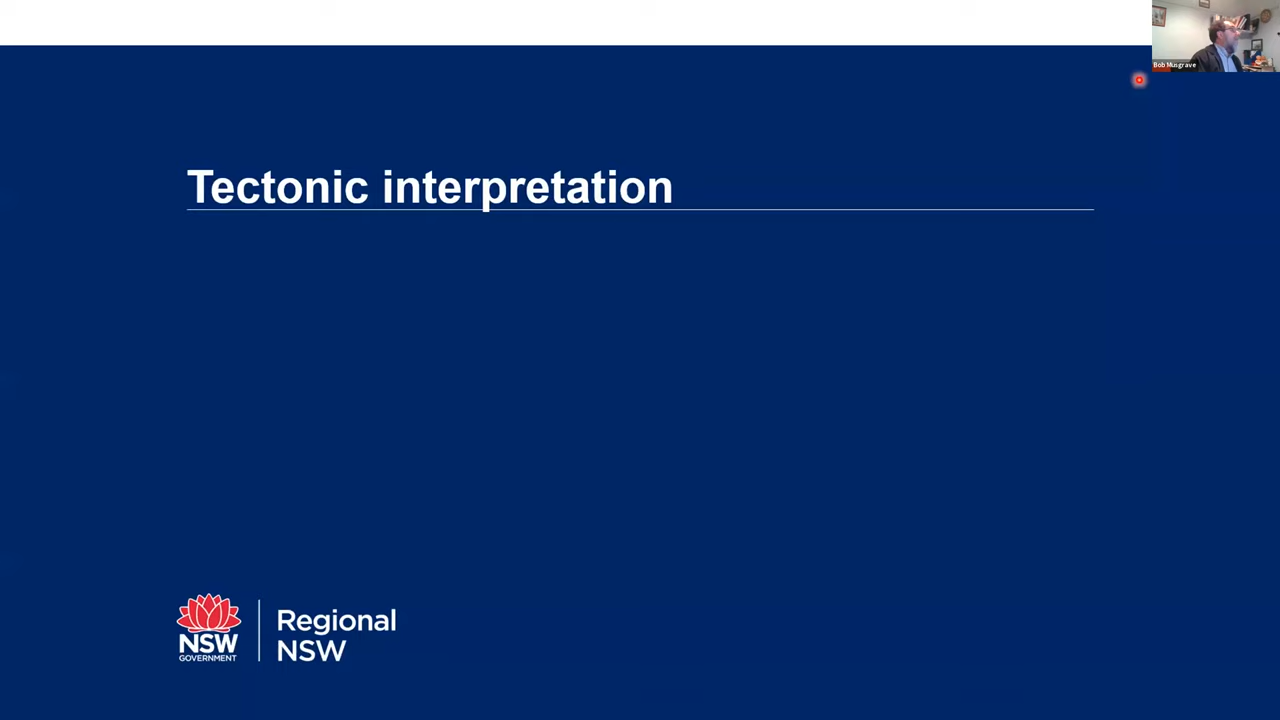 Bob Musgrave
Tectonic interpretation
NSW
GOVERNMENT
Regional
NSW